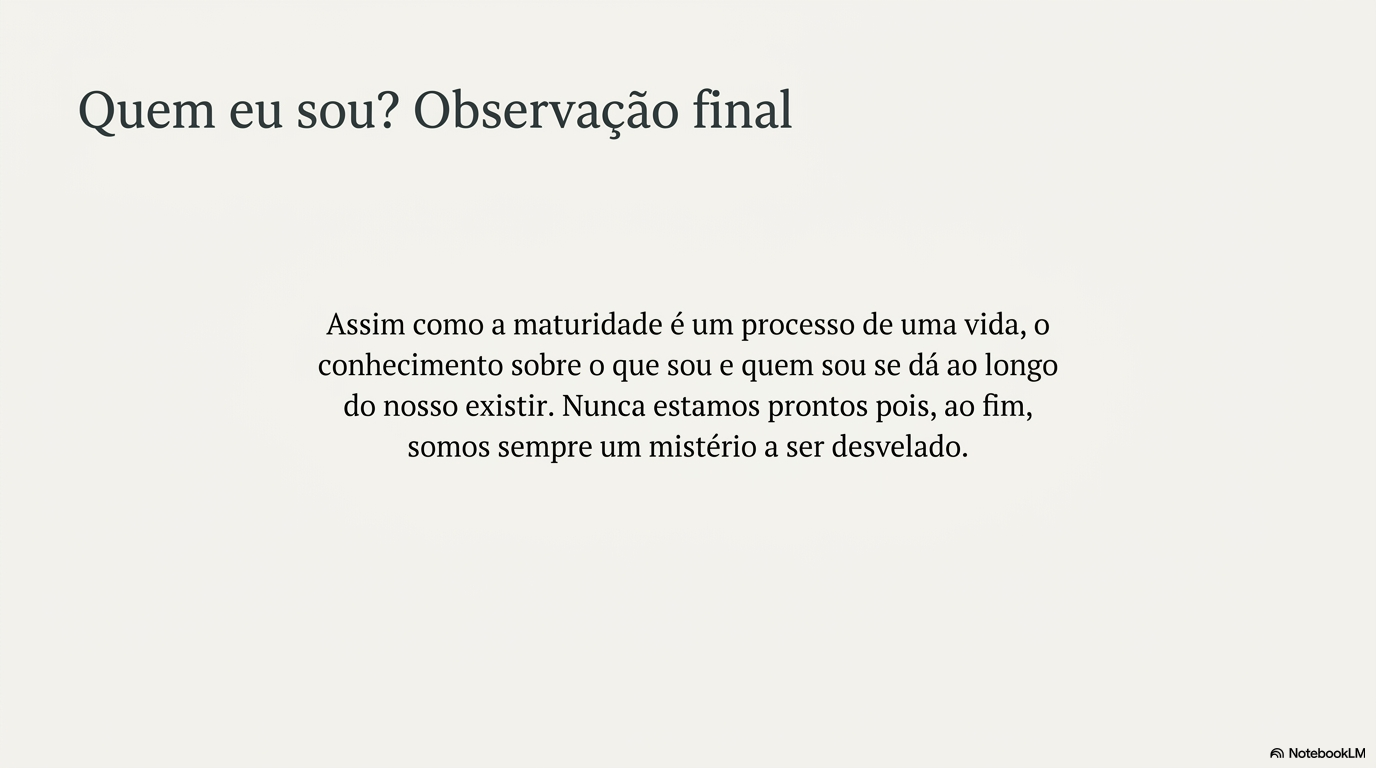 Quem eu sou? Observação final
Assim como a maturidade é um processo de uma vida, o
conhecimento sobre o que sou e quem sou se dá ao longo
do nosso existir. Nunca estamos prontos pois, ao fim,
somos sempre um mistério a ser desvelado.
NotebookLM